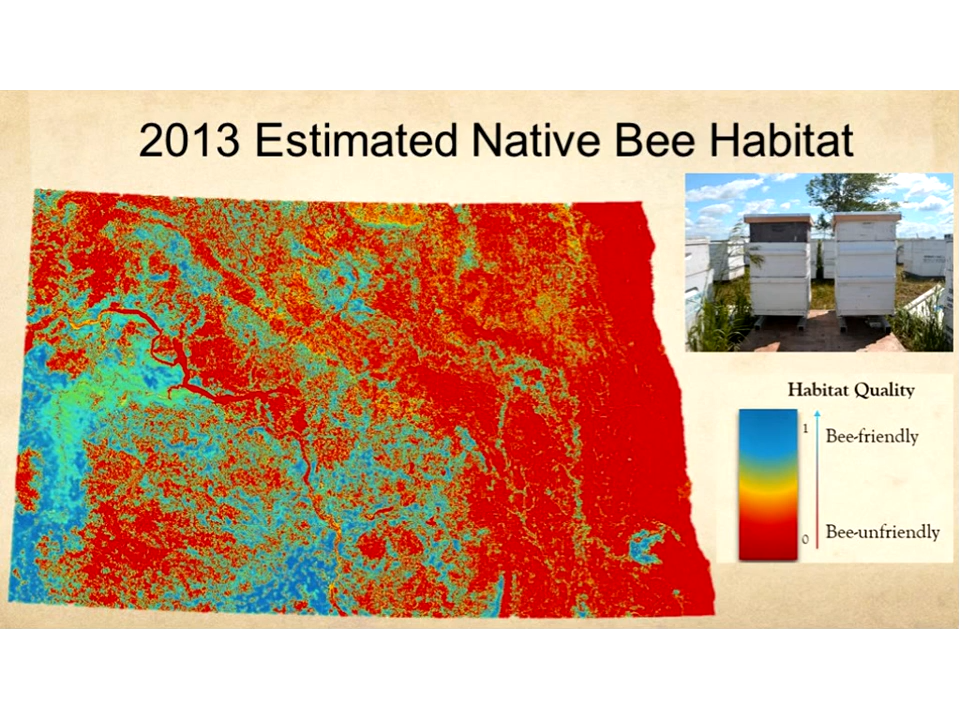 2013 Estimated Native Bee Habitat
Habitat Quality
1
Bee-friendly
0
Bee-unfriendly